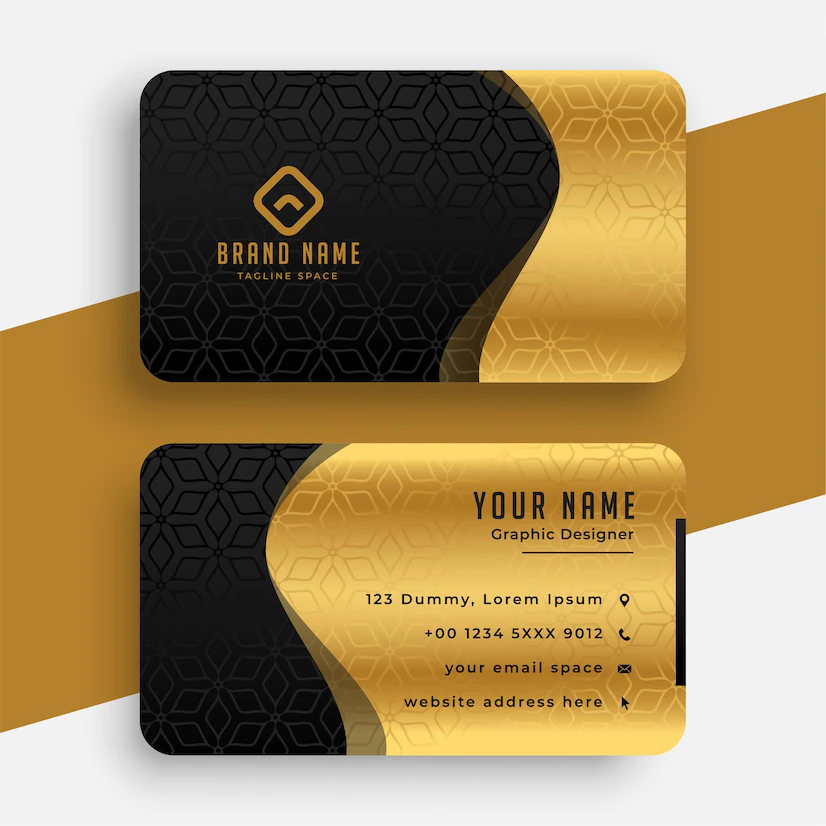 BRAND NAME
TAGLINE SPACE
YOUR NAME
Graphic Designer
123 Dummy, Lorem Ipsum
+00 1234 5XXX 9012
your email space
website address here